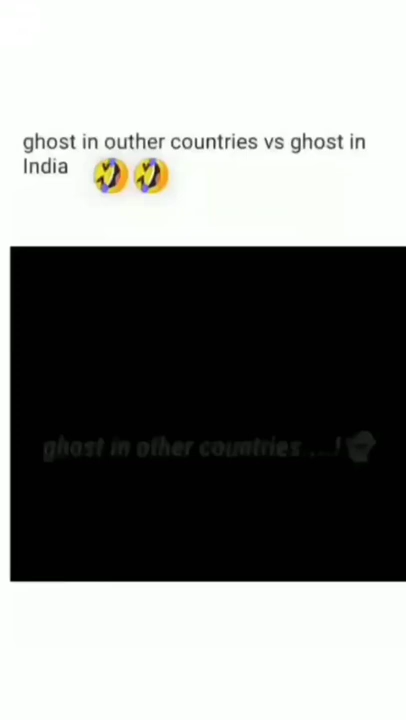 ghost in outher countries vs ghost in
India 🤣🤣
ghost in other countries....!